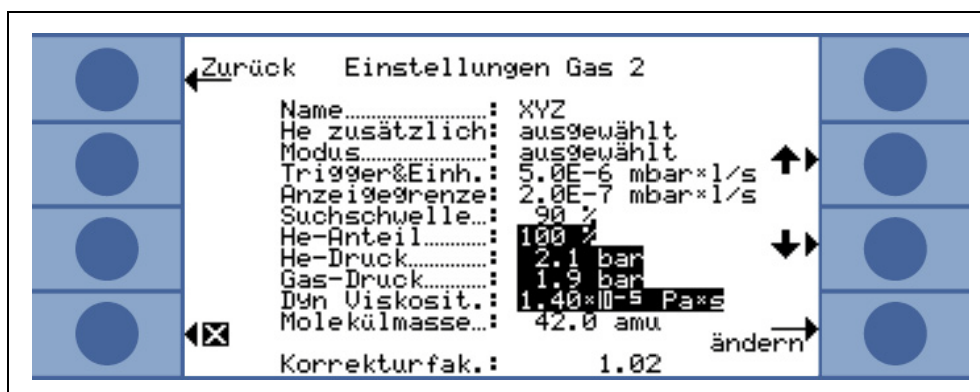 Zurück Einstellungen Gas 2
Name……………………: XYZ
He zusätzlich: ausgewählt
Modus…………………: ausgewählt
Trigger&Einh.: 5.0E-6 mbar×l/s
Anzeigegrenze: 2.0E-7 mbar×l/s
Suchschwelle…: 90 %
He-Anteil…………: 100 %
He-Druck……………: 2.1 bar
Gas-Druck…………: 1.9 bar
Dyn Viskosit.: 1.40×10-5 Pa×s
Molekülmasse…: 42.0 amu
ändern
Korrekturfak.: 1.02